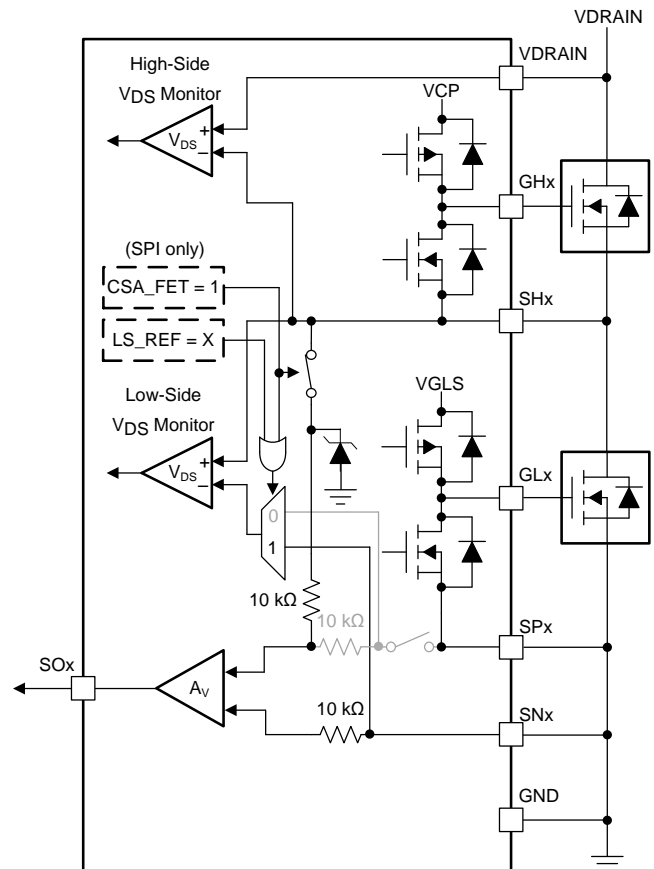 VDRAIN
VDRAIN
High-Side
VDS Monitor
VCP
VDS
+
−
GHx
(SPI only)
CSA_FET = 1
SHx
LS_REF = X
Low-Side
VDS Monitor
VGLS
VDS
+
−
GLx
0
1
10 kΩ
10 kΩ
SPx
SOx
AV
10 kΩ
SNx
GND